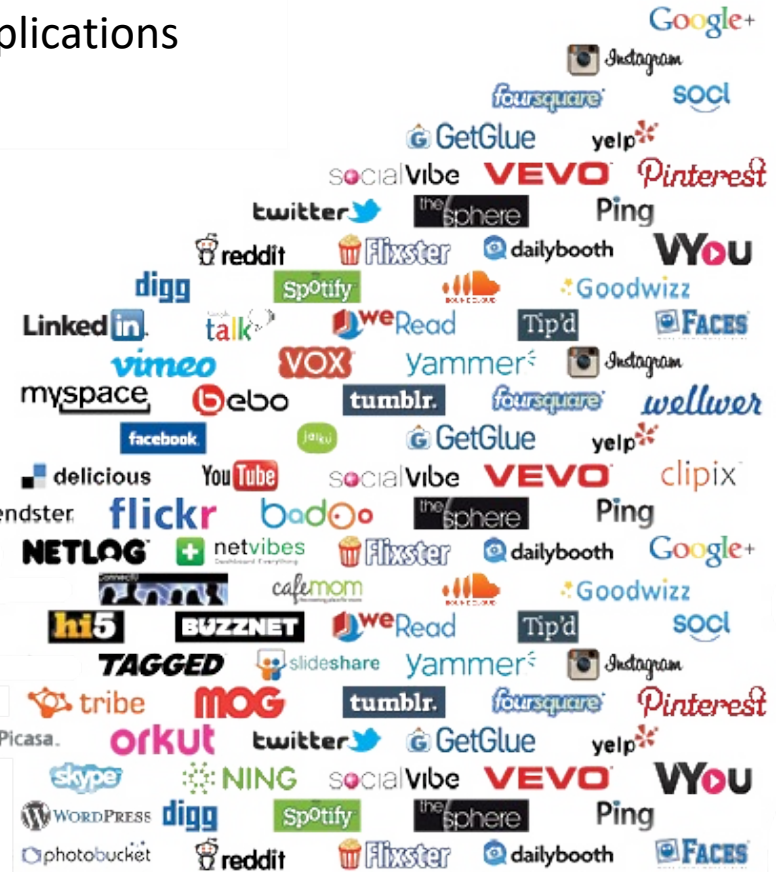 plications
Google+
Instagram
foursquare socl
GetGlue yelp
socialvibe VEVO Pinterest
twitter the sphere Ping
reddit Flixster dailybooth VYou
digg Spotify SOUNDCLOUD Goodwizz
Linked in talk weRead Tip'd FACES
vimeo VOX yammer Instagram
myspace bebo tumblr. foursquare wellwer
facebook. jaiku GetGlue yelp
delicious YouTube socialvibe VEVO clipix
endster flickr badoo the sphere Ping
NETLOG netvibes Flixster dailybooth Google+
cafemom SOUNDCLOUD Goodwizz
hi5 BUZZNET weRead Tip'd socl
TAGGED slideshare yammer Instagram
tribe MOG tumblr. foursquare Pinterest
Picasa. orkut twitter GetGlue yelp
skype NING socialvibe VEVO VYou
WORDPRESS digg Spotify the sphere Ping
photobucket reddit Flixster dailybooth FACES